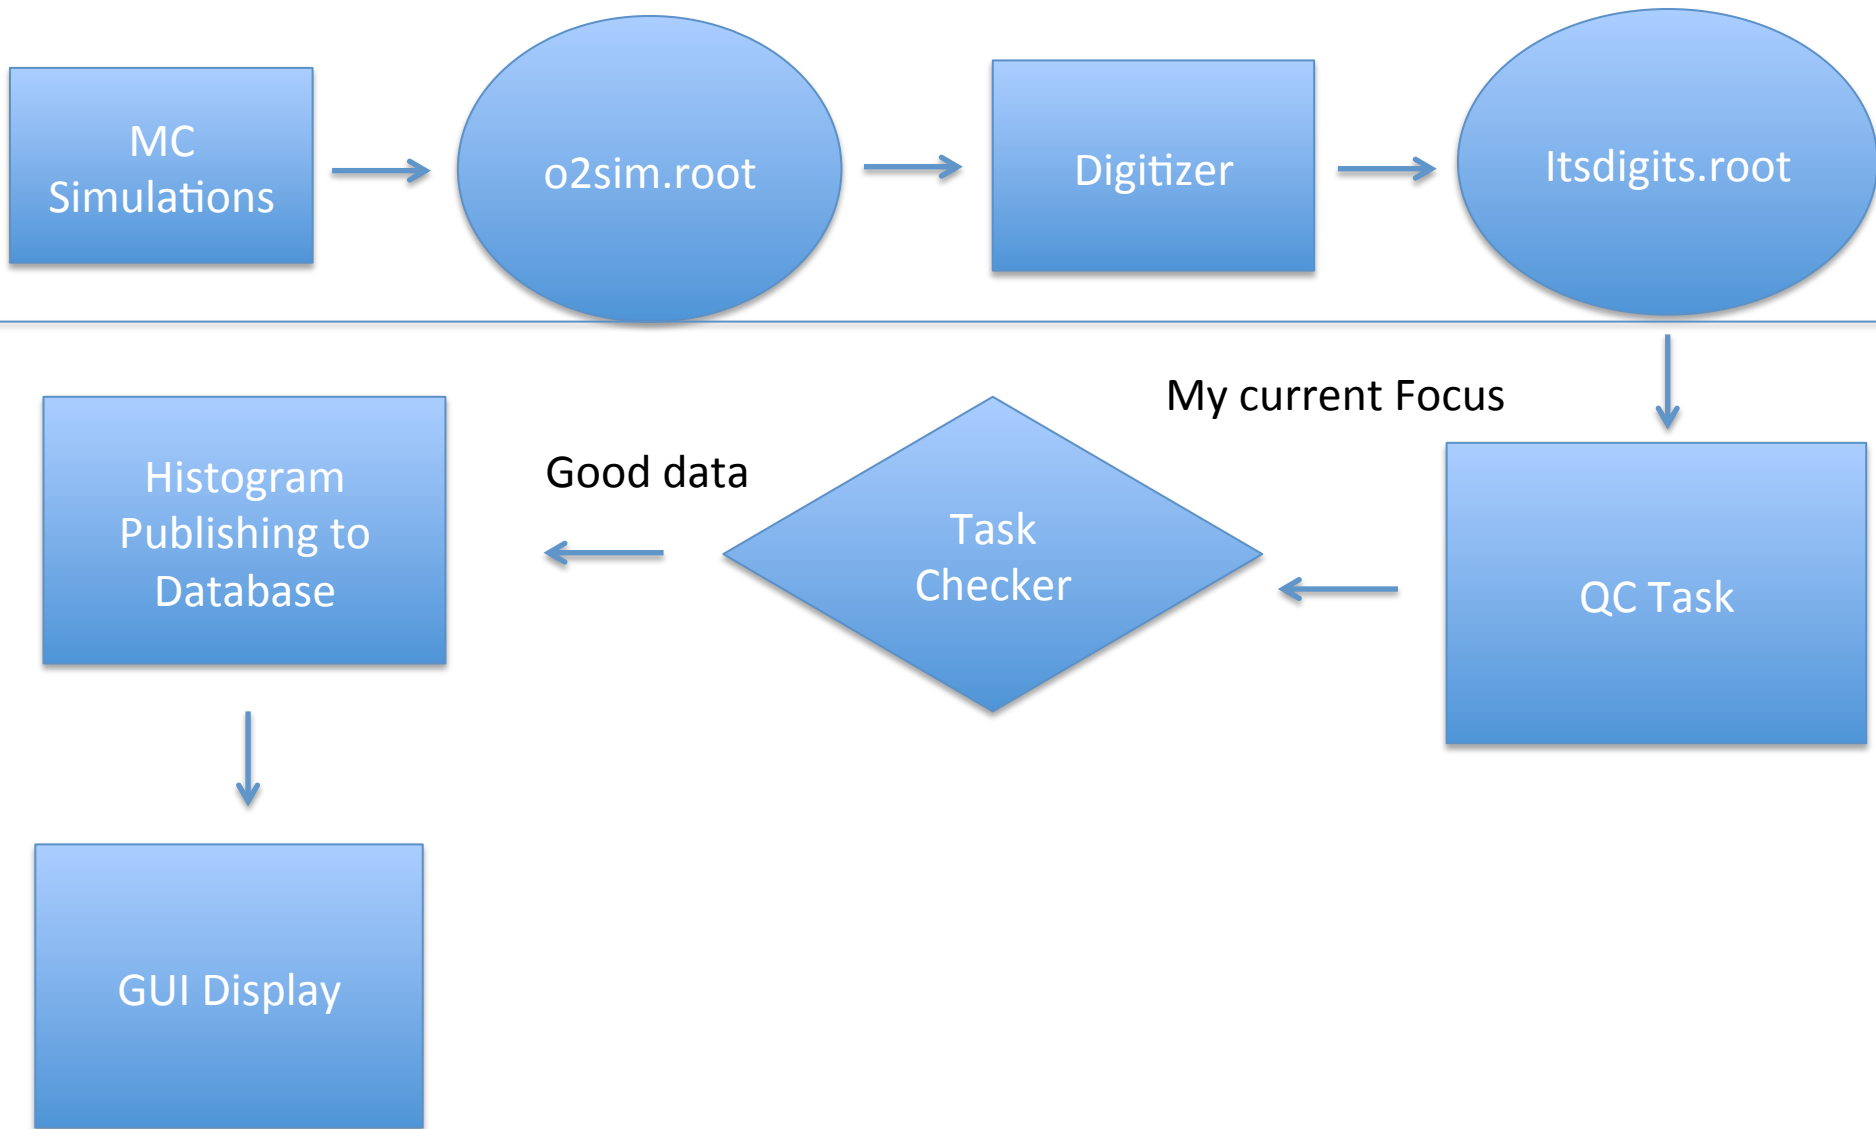 MC
Simulations
o2sim.root
Digitizer
Itsdigits.root
My current Focus
QC Task
Task
Checker
Good data
Histogram
Publishing to
Database
GUI Display